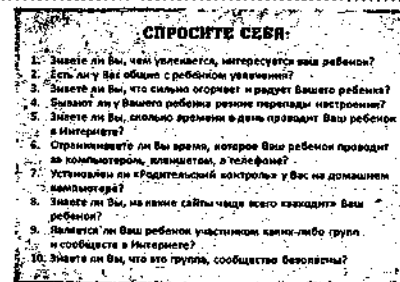 СПРОСИТЕ СЕБЯ:
1. Знаете ли Вы, чем увлекается, интересуется ваш ребенок?
2. Есть ли у Вас общие с ребенком увлечения?
3. Знаете ли Вы, что сильно огорчает и радует Вашего ребенка?
4. Бывают ли у Вашего ребенка резкие перепады настроения?
5. Знаете ли Вы, сколько времени в день проводит Ваш ребенок
в Интернете?
6. Ограничиваете ли Вы время, которое Ваш ребенок проводит
за компьютером, планшетом, в телефоне?
7. Установлен ли «Родительский контроль» у Вас на домашнем
компьютере?
8. Знаете ли Вы, на какие сайты чаще всего «заходит» Ваш
ребенок?
9. Является ли Ваш ребенок участником каких-либо групп
и сообществ в Интернете?
10. Знаете ли Вы, что это группа, сообщество безопасны?